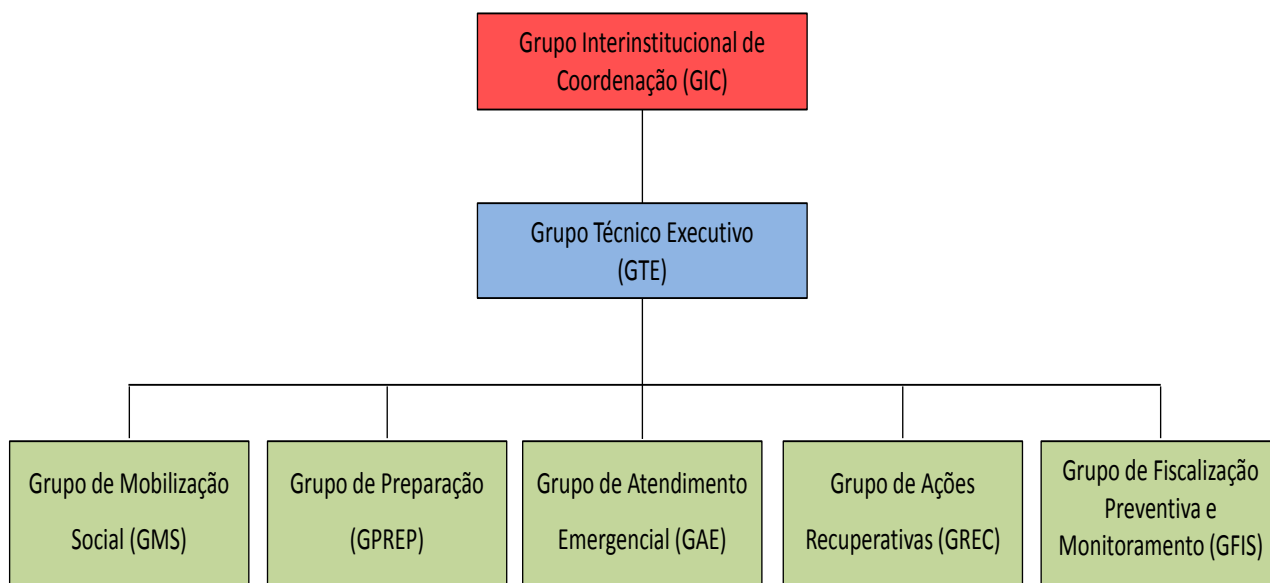 Grupo Interinstitucional de
Coordenação (GIC)
Grupo Técnico Executivo
(GTE)
Grupo de Mobilização
Social (GMS)
Grupo de Preparação
(GPREP)
Grupo de Atendimento
Emergencial (GAE)
Grupo de Ações
Recuperativas (GREC)
Grupo de Fiscalização
Preventiva e
Monitoramento (GFIS)